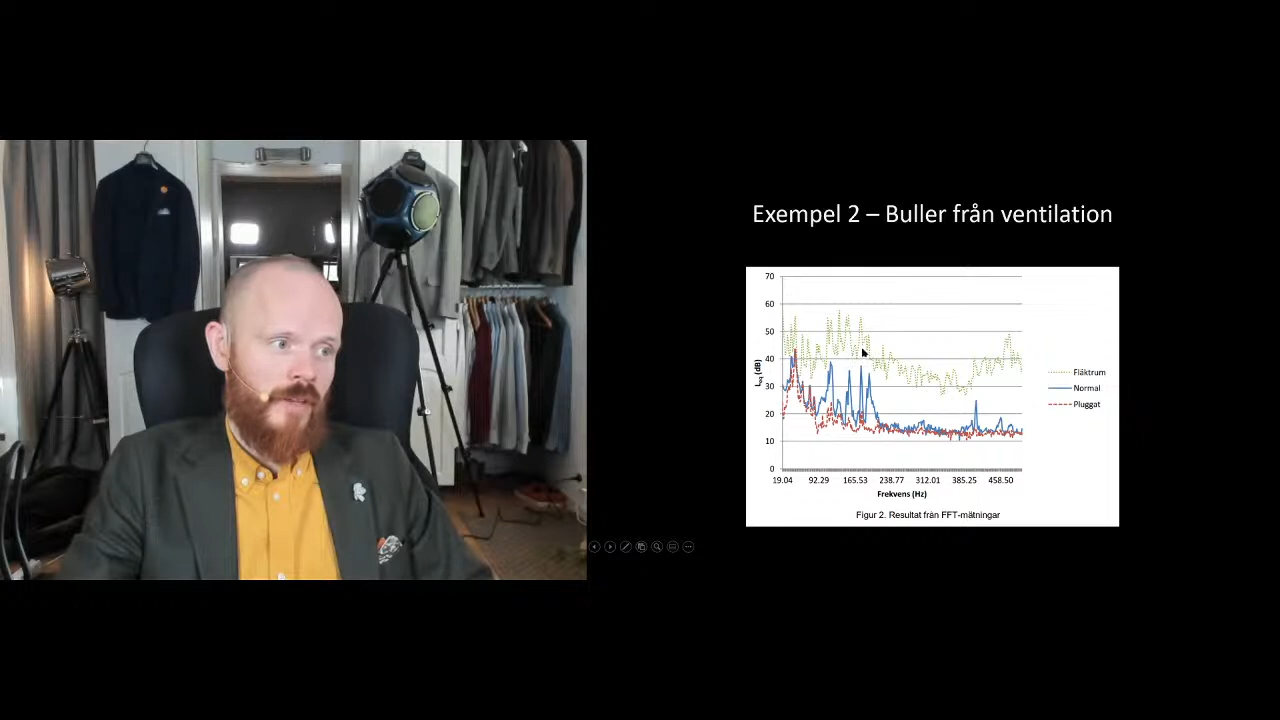 Exempel 2 – Buller från ventilation
70
60
50
40
30
20
10
0
Leq (dB)
19.04 92.29 165.53 238.77 312.01 385.25 458.50
Frekvens (Hz)
Fläktrum
Normal
Pluggat
Figur 2. Resultat från FFT-mätningar